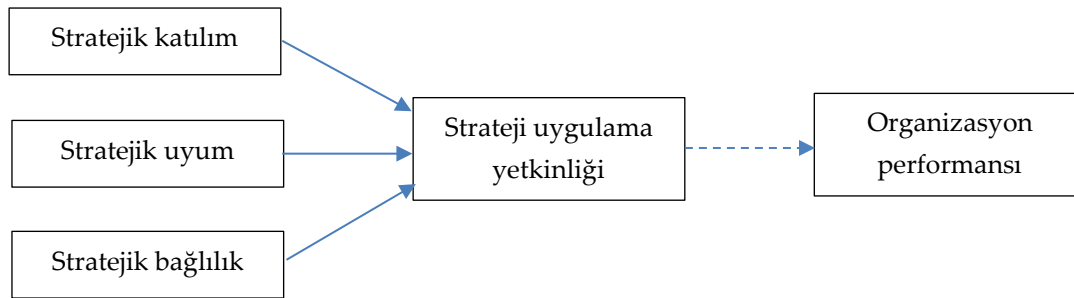 Stratejik katılım
Stratejik uyum
Stratejik bağlılık
Strateji uygulama
yetkinliği
Organizasyon
performansı